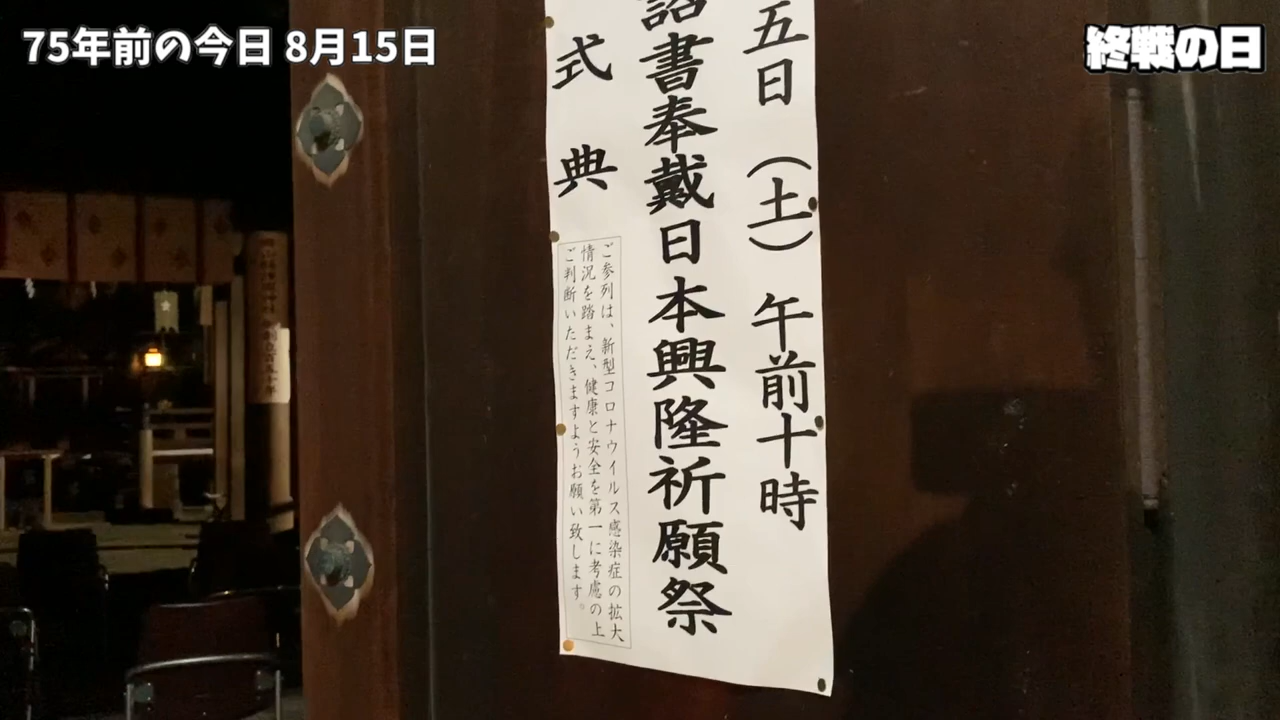 75年前の今日 8月15日
終戦の日
五日（土）午前十時
詔書奉戴日本興隆祈願祭
式典
ご参列は、新型コロナウイルス感染症の拡大
情況を踏まえ、健康と安全を第一に考慮の上
ご判断いただきますようお願い致します。